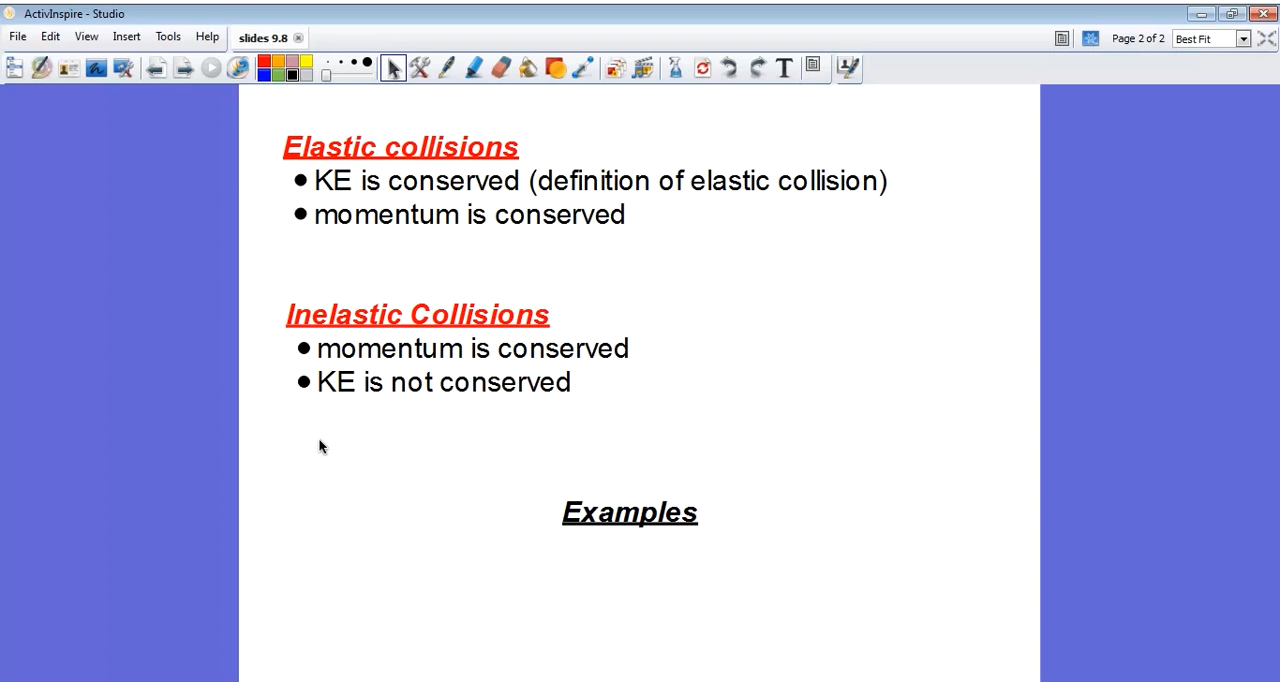 ActivInspire - Studio
File Edit View Insert Tools Help slides 9.8 Page 2 of 2 Best Fit
Elastic collisions
• KE is conserved (definition of elastic collision)
• momentum is conserved
Inelastic Collisions
• momentum is conserved
• KE is not conserved
Examples